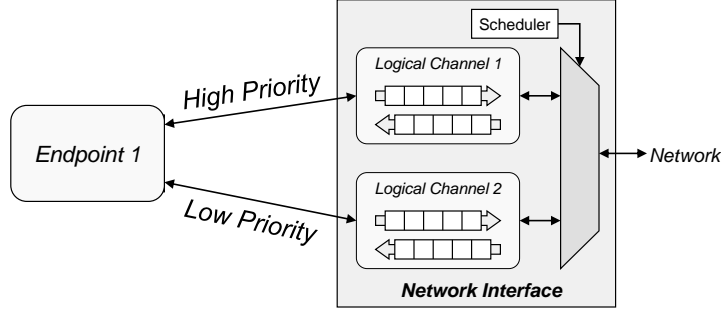 Scheduler
Logical Channel 1
High Priority
Endpoint 1
Network
Logical Channel 2
Low Priority
Network Interface